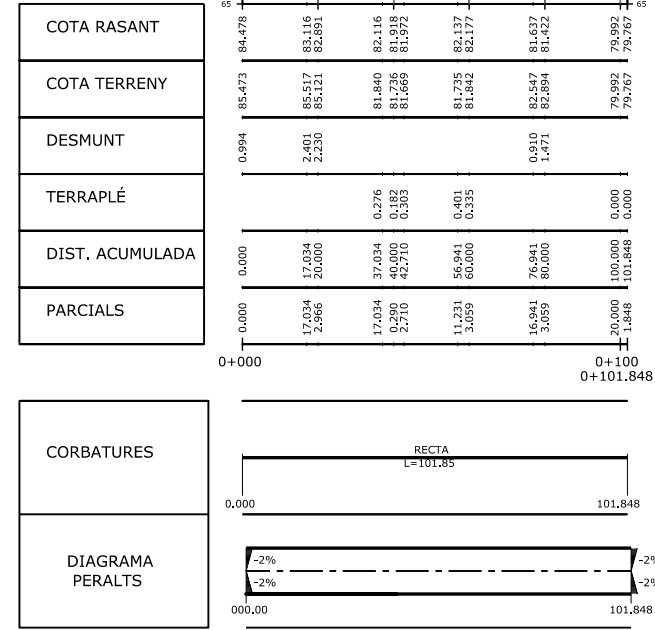 65 65
COTA RASANT 84.478 83.116 82.891 82.116 81.918 81.972 82.137 82.177 81.637 81.422 79.992 79.767
COTA TERRENY 85.473 85.517 85.121 81.840 81.736 81.669 81.735 81.842 82.547 82.894 79.992 79.767
DESMUNT 0.994 2.401 2.230 0.910 1.471
TERRAPLÉ 0.276 0.182 0.303 0.401 0.335 0.000 0.000
DIST. ACUMULADA 0.000 17.034 20.000 37.034 40.000 42.710 56.941 60.000 76.941 80.000 100.000 101.848
PARCIALS 0.000 17.034 2.966 17.034 0.290 2.710 11.231 3.059 16.941 3.059 20.000 1.848
0+000 0+100
0+101.848
CORBATURES
RECTA
L=101.85
0.000 101.848
DIAGRAMA
PERALTS
-2% -2%
-2% -2%
000.00 101.848